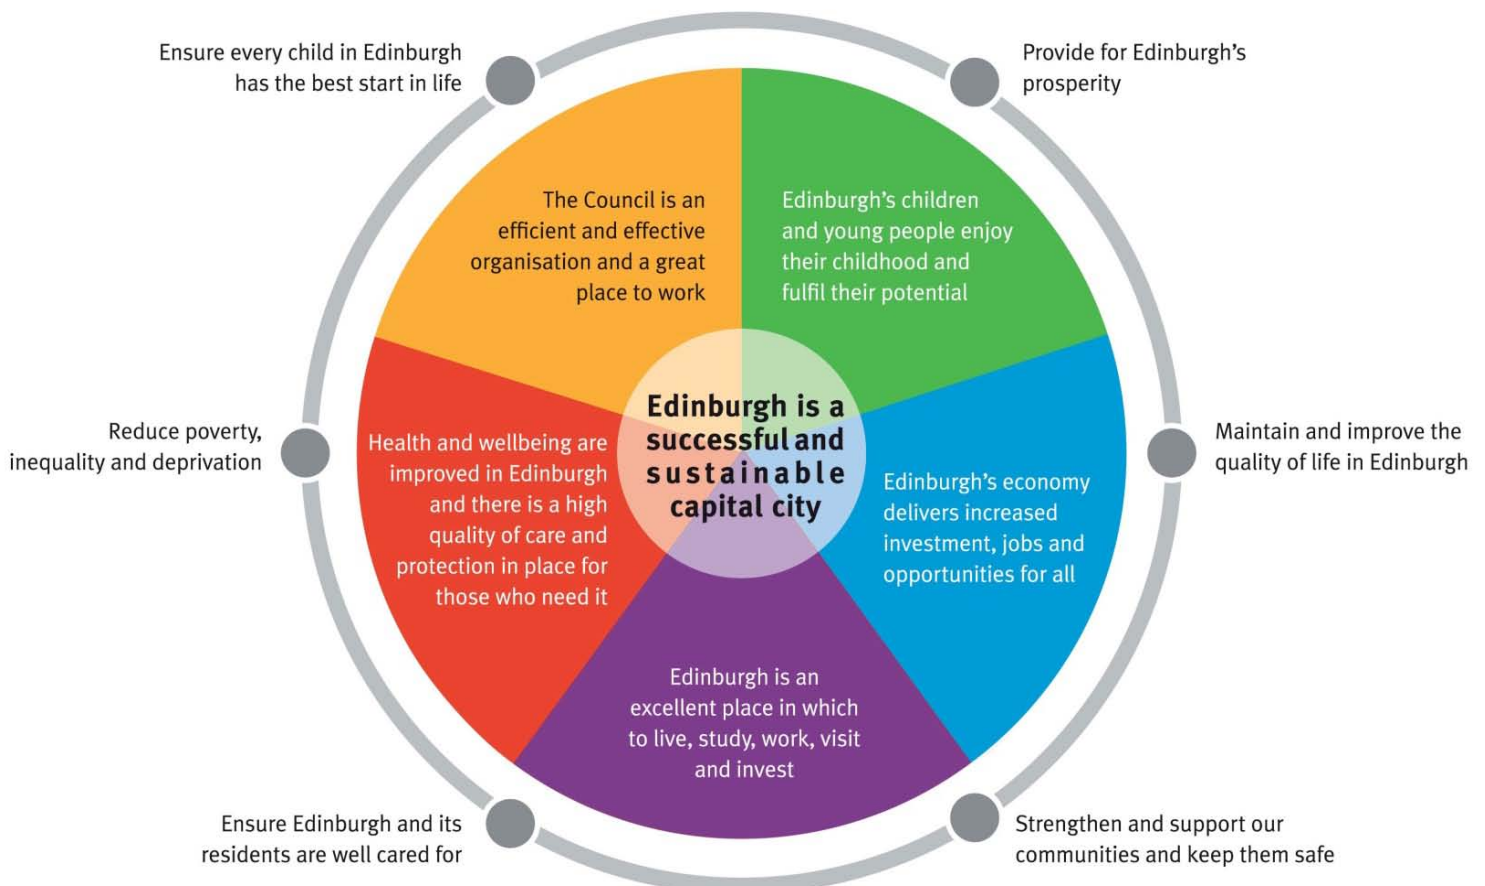 Ensure every child in Edinburgh
has the best start in life
Provide for Edinburgh's
prosperity
The Council is an
efficient and effective
organisation and a great
place to work
Edinburgh's children
and young people enjoy
their childhood and
fulfil their potential
Edinburgh is a
successful and
sustainable
capital city
Reduce poverty,
inequality and deprivation
Health and wellbeing are
improved in Edinburgh
and there is a high
quality of care and
protection in place for
those who need it
Edinburgh's economy
delivers increased
investment, jobs and
opportunities for all
Maintain and improve the
quality of life in Edinburgh
Edinburgh is an
excellent place in which
to live, study, work, visit
and invest
Ensure Edinburgh and its
residents are well cared for
Strengthen and support our
communities and keep them safe